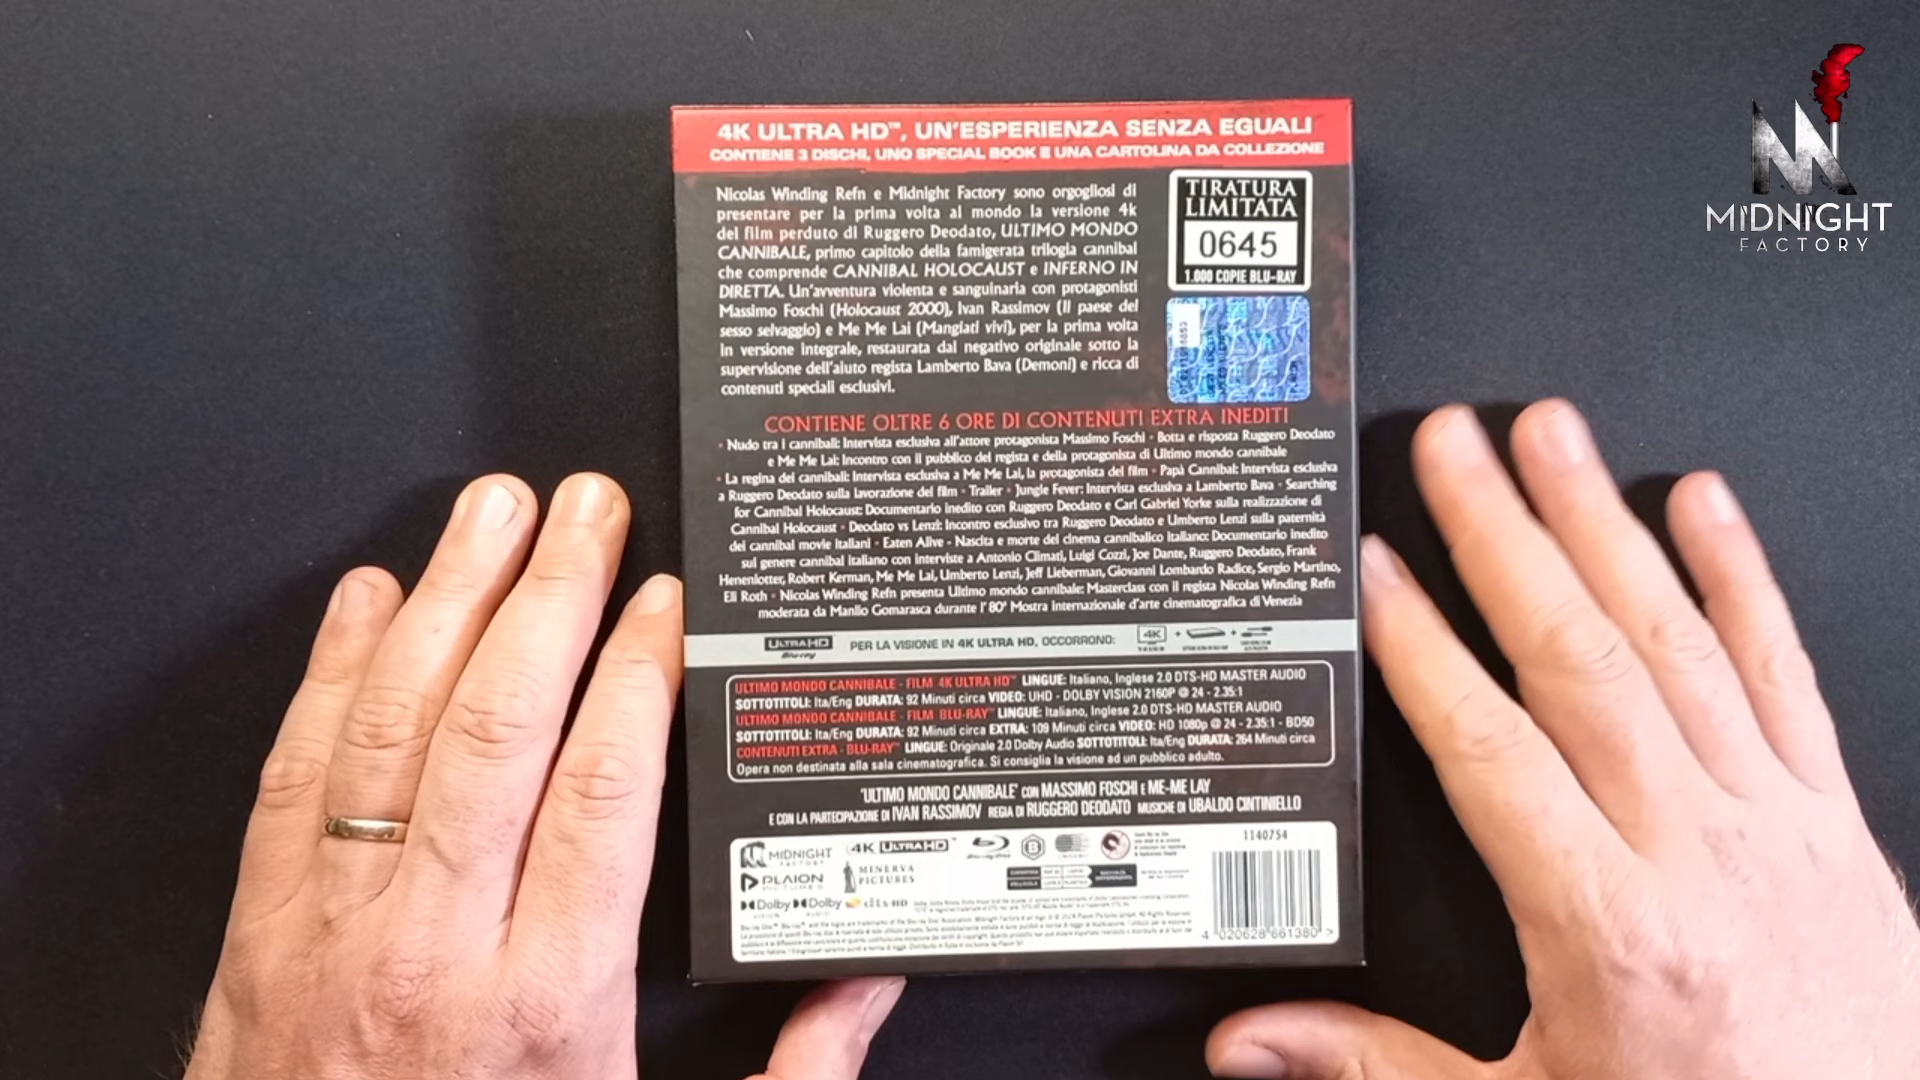 4K ULTRA HD™, UN'ESPERIENZA SENZA EGUALI
CONTIENE 3 DISCHI, UNO SPECIAL BOOK E UNA CARTOLINA DA COLLEZIONE
Nicolas Winding Refn e Midnight Factory sono orgogliosi di
presentare per la prima volta al mondo la versione 4k
del film perduto di Ruggero Deodato, ULTIMO MONDO
CANNIBALE, primo capitolo della famigerata trilogia cannibal
che comprende CANNIBAL HOLOCAUST e INFERNO IN
DIRETTA. Un'avventura violenta e sanguinaria con protagonisti
Massimo Foschi (Holocaust 2000), Ivan Rassimov (Il paese del
sesso selvaggio) e Me Me Lai (Mangiati vivi), per la prima volta
in versione integrale, restaurata dal negativo originale sotto la
supervisione dell'aiuto regista Lamberto Bava (Demoni) e ricca di
contenuti speciali esclusivi.
TIRATURA
LIMITATA
0645
1.000 COPIE BLU-RAY
CONTIENE OLTRE 6 ORE DI CONTENUTI EXTRA INEDITI
• Nudo tra i cannibali: Intervista esclusiva all'attore protagonista Massimo Foschi • Botta e risposta Ruggero Deodato
e Me Me Lai: Incontro con il pubblico del regista e della protagonista di Ultimo mondo cannibale
• La regina dei cannibali: Intervista esclusiva a Me Me Lai, la protagonista del film • Papà Cannibal: Intervista esclusiva
a Ruggero Deodato sulla lavorazione del film • Trailer • Jungle Fever: Intervista esclusiva a Lamberto Bava • Searching
for Cannibal Holocaust: Documentario inedito con Ruggero Deodato e Carl Gabriel Yorke sulla realizzazione di
Cannibal Holocaust • Deodato vs Lenzi: Incontro esclusivo tra Ruggero Deodato e Umberto Lenzi sulla paternità
dei cannibal movie italiani • Eaten Alive - Nascita e morte del cinema cannibalico italiano: Documentario inedito
sul genere cannibal italiano con interviste a Antonio Climati, Luigi Cozzi, Joe Dante, Ruggero Deodato, Frank
Henenlotter, Robert Kerman, Me Me Lai, Umberto Lenzi, Jeff Lieberman, Giovanni Lombardo Radice, Sergio Martino,
Eli Roth • Nicolas Winding Refn presenta Ultimo mondo cannibale: Masterclass con il regista Nicolas Winding Refn
moderata da Manlio Gomarasca durante l'80ª Mostra Internazionale d'arte cinematografica di Venezia
ULTRA HD Blu-ray PER LA VISIONE IN 4K ULTRA HD, OCCORRONO: 4K + +
ULTIMO MONDO CANNIBALE - FILM 4K ULTRA HD™ LINGUE: Italiano, Inglese 2.0 DTS-HD MASTER AUDIO
SOTTOTITOLI: Ita/Eng DURATA: 92 Minuti circa VIDEO: UHD - DOLBY VISION 2160P @ 24 - 2.35:1
ULTIMO MONDO CANNIBALE - FILM BLU-RAY™ LINGUE: Italiano, Inglese 2.0 DTS-HD MASTER AUDIO
SOTTOTITOLI: Ita/Eng DURATA: 92 Minuti circa EXTRA: 109 Minuti circa VIDEO: HD 1080p @ 24 - 2.35:1 - BD50
CONTENUTI EXTRA - BLU-RAY™ LINGUE: Originale 2.0 Dolby Audio SOTTOTITOLI: Ita/Eng DURATA: 264 Minuti circa
Opera non destinata alla sala cinematografica. Si consiglia la visione ad un pubblico adulto.
'ULTIMO MONDO CANNIBALE' CON MASSIMO FOSCHI E ME-ME LAY
E CON LA PARTECIPAZIONE DI IVAN RASSIMOV REGIA DI RUGGERO DEODATO MUSICHE DI UBALDO CINTINIELLO
MIDNIGHT FACTORY 4K ULTRA HD™ Blu-ray Disc B
PLAION PICTURES MINERVA PICTURES
Dolby VISION Dolby AUDIO dts-HD
1140754
4 020628 661380 >
MIDNIGHT
FACTORY